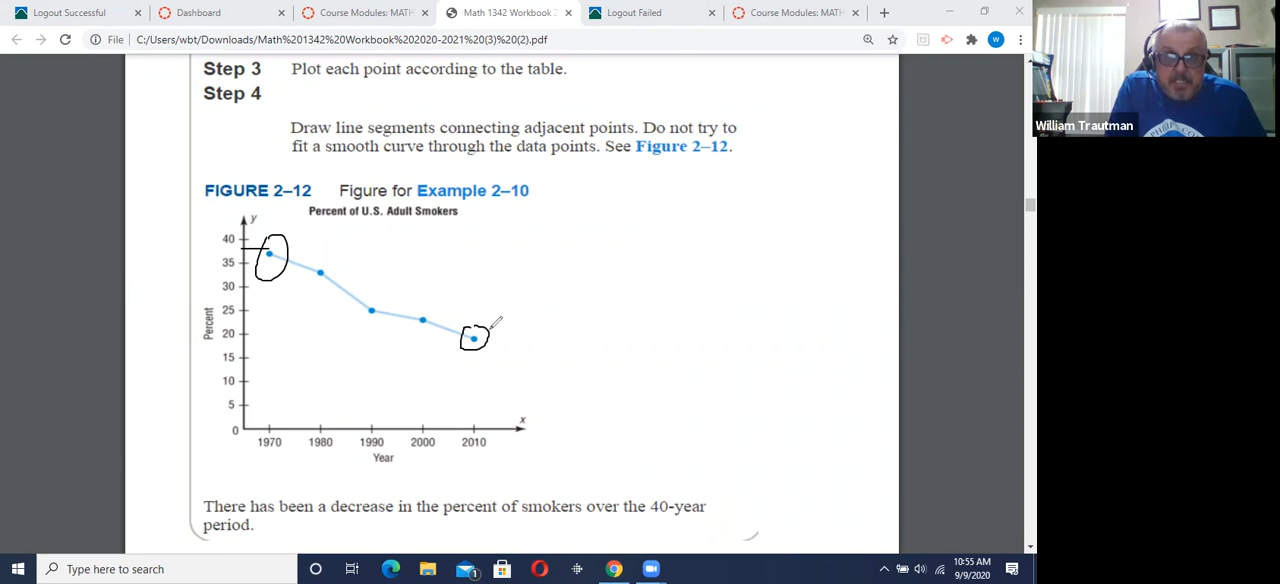 Logout Successful
Dashboard
Course Modules: MATH
Math 1342 Workbook 2
Logout Failed
Course Modules: MATH
File C:/Users/wbt/Downloads/Math%201342%20Workbook%202020-2021%20(3)%20(2).pdf
W
William Trautman
Step 3 Plot each point according to the table.
Step 4
Draw line segments connecting adjacent points. Do not try to
fit a smooth curve through the data points. See Figure 2–12.
FIGURE 2–12 Figure for Example 2–10
Percent of U.S. Adult Smokers
y
40
35
30
25
20
15
10
5
0
Percent
x
1970 1980 1990 2000 2010
Year
There has been a decrease in the percent of smokers over the 40-year
period.
Type here to search
1
10:55 AM
9/9/2020